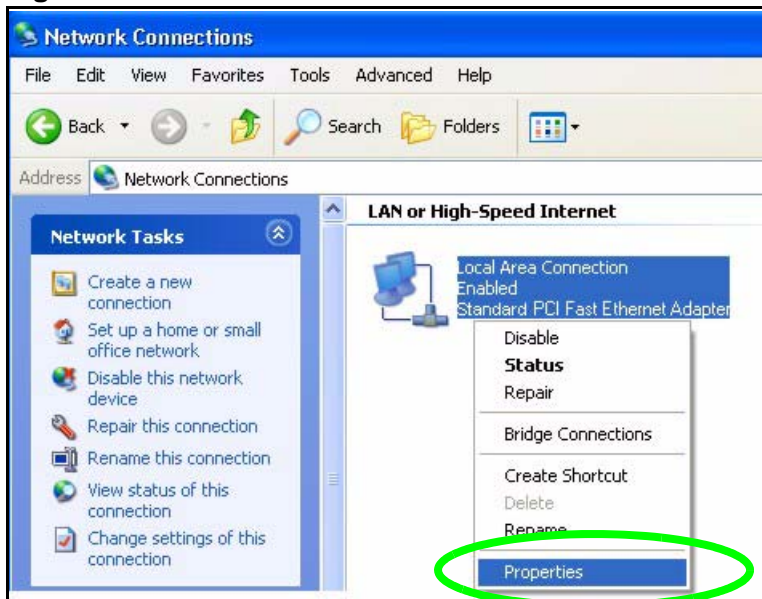 Network Connections
File Edit View Favorites Tools Advanced Help
Back Search Folders
Address Network Connections
Network Tasks
Create a new
connection
Set up a home or small
office network
Disable this network
device
Repair this connection
Rename this connection
View status of this
connection
Change settings of this
connection
LAN or High-Speed Internet
Local Area Connection
Enabled
Standard PCI Fast Ethernet Adapter
Disable
Status
Repair
Bridge Connections
Create Shortcut
Delete
Rename
Properties